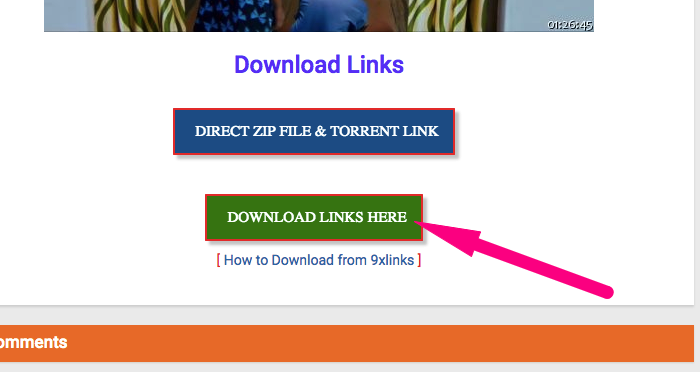 01:26:45
Download Links
DIRECT ZIP FILE & TORRENT LINK
DOWNLOAD LINKS HERE
[ How to Download from 9xlinks ]
omments